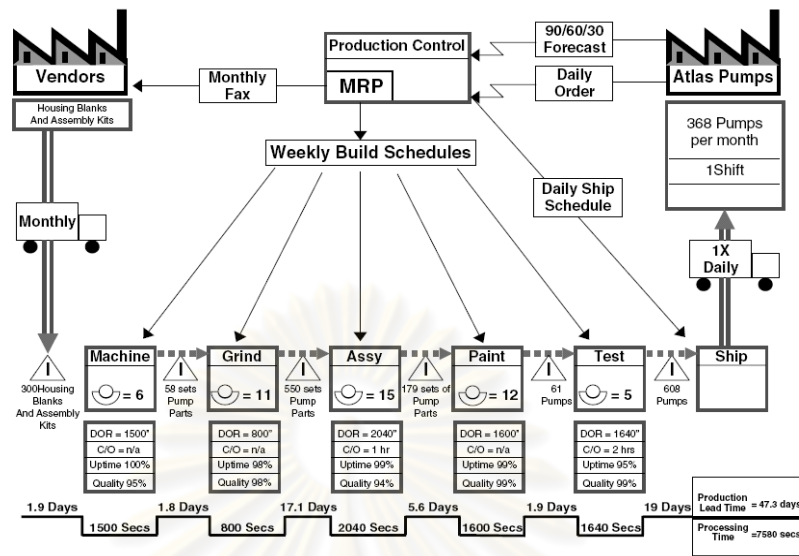 Vendors
Housing Blanks
And Assembly Kits
Monthly
Fax
Production Control
MRP
90/60/30
Forecast
Daily
Order
Atlas Pumps
368 Pumps
per month
1Shift
Weekly Build Schedules
Daily Ship
Schedule
Monthly
1X
Daily
I
300Housing
Blanks
And Assembly
Kits
Machine
= 6
I
58 sets
Pump
Parts
Grind
= 11
I
550 sets
Pump
Parts
Assy
= 15
I
179 sets of
Pump
Parts
Paint
= 12
I
61
Pumps
Test
= 5
I
608
Pumps
Ship
DOR = 1500"
C/O = n/a
Uptime 100%
Quality 95%
DOR = 800"
C/O = n/a
Uptime 98%
Quality 98%
DOR = 2040"
C/O = 1 hr
Uptime 99%
Quality 94%
DOR = 1600"
C/O = n/a
Uptime 99%
Quality 99%
DOR = 1640"
C/O = 2 hrs
Uptime 95%
Quality 99%
1.9 Days
1500 Secs
1.8 Days
800 Secs
17.1 Days
2040 Secs
5.6 Days
1600 Secs
1.9 Days
1640 Secs
19 Days
Production
Lead Time = 47.3 days
Processing
Time =7580 secs